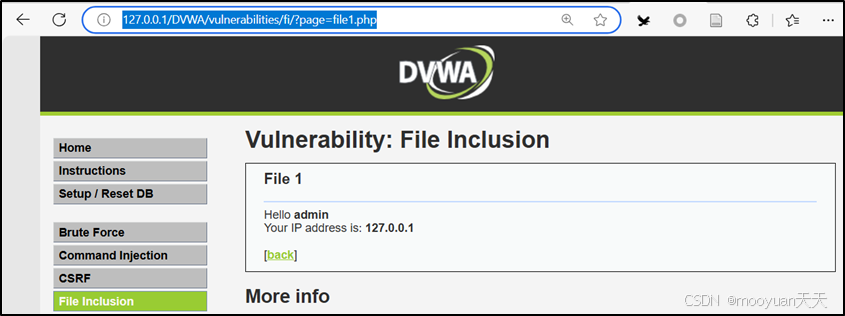 127.0.0.1/DVWA/vulnerabilities/fi/?page=file1.php
DVWA
Home
Instructions
Setup / Reset DB
Brute Force
Command Injection
CSRF
File Inclusion
Vulnerability: File Inclusion
File 1
Hello admin
Your IP address is: 127.0.0.1
[back]
More info
CSDN @mooyuan天天